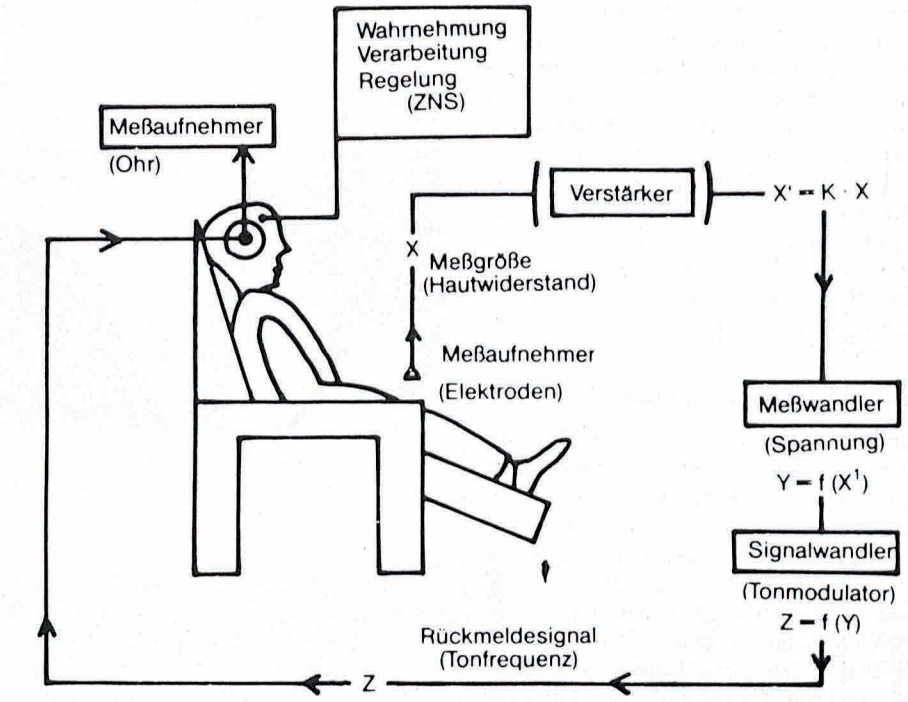 Wahrnehmung
Verarbeitung
Regelung
(ZNS)
Meßaufnehmer
(Ohr)
Verstärker
X' = K · X
X
Meßgröße
(Hautwiderstand)
Meßaufnehmer
(Elektroden)
Meßwandler
(Spannung)
Y = f (X¹)
Signalwandler
(Tonmodulator)
Z = f (Y)
Rückmeldesignal
(Tonfrequenz)
Z